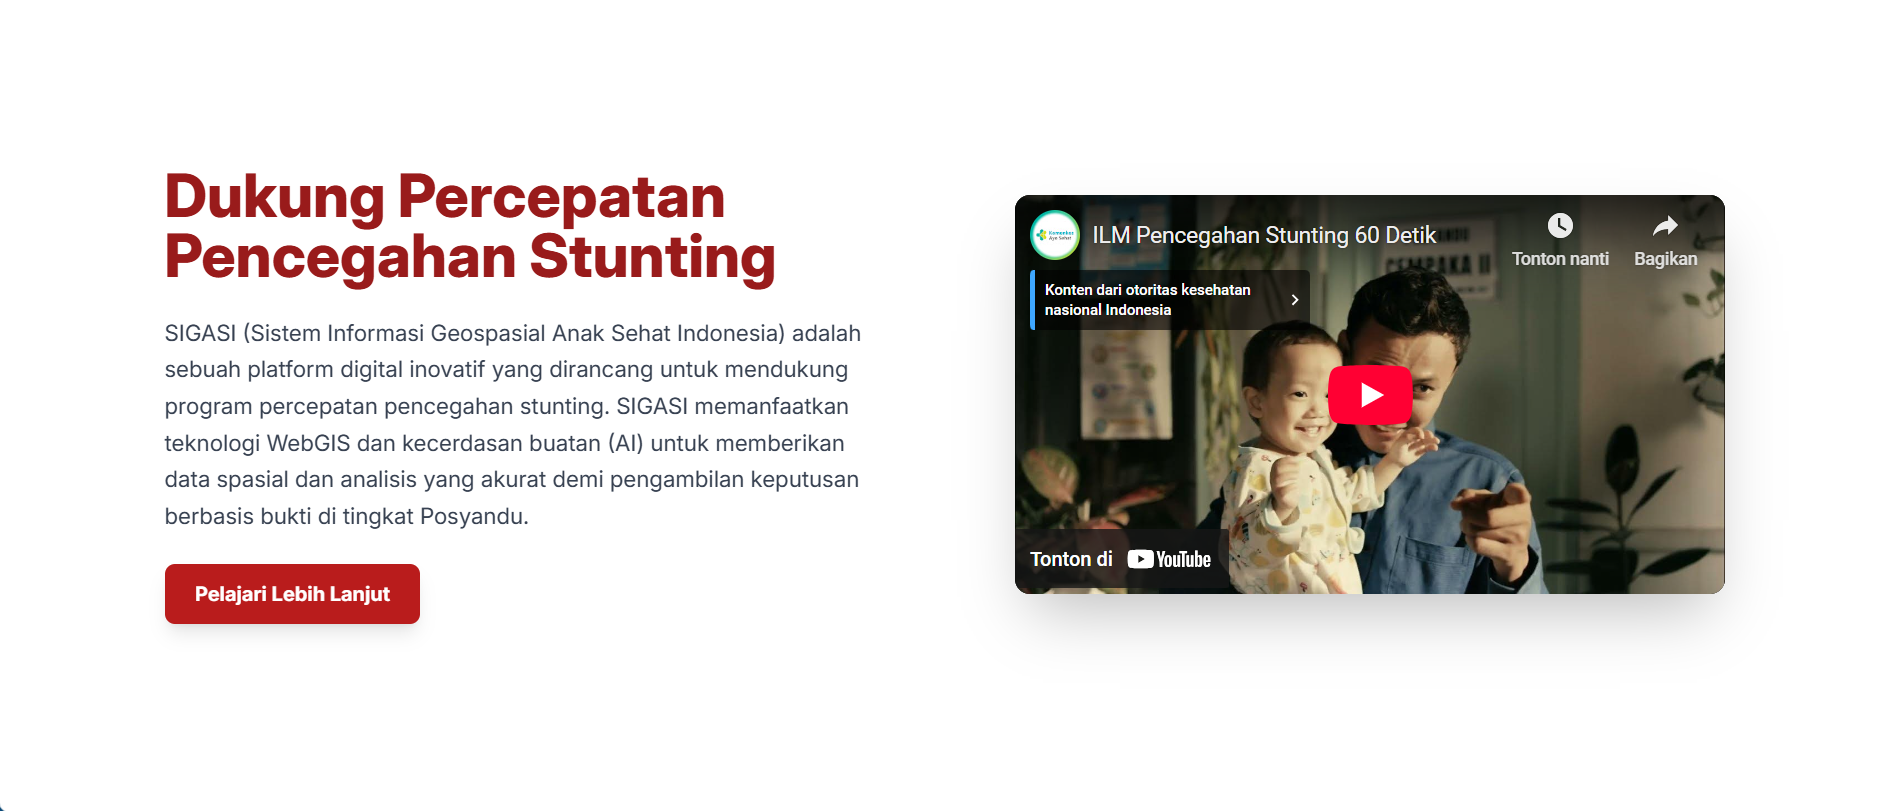 Dukung Percepatan
Pencegahan Stunting
SIGASI (Sistem Informasi Geospasial Anak Sehat Indonesia) adalah
sebuah platform digital inovatif yang dirancang untuk mendukung
program percepatan pencegahan stunting. SIGASI memanfaatkan
teknologi WebGIS dan kecerdasan buatan (AI) untuk memberikan
data spasial dan analisis yang akurat demi pengambilan keputusan
berbasis bukti di tingkat Posyandu.
Pelajari Lebih Lanjut
ILM Pencegahan Stunting 60 Detik
Tonton nanti
Bagikan
Konten dari otoritas kesehatan
nasional Indonesia
CEMPAKA II
Tonton di YouTube